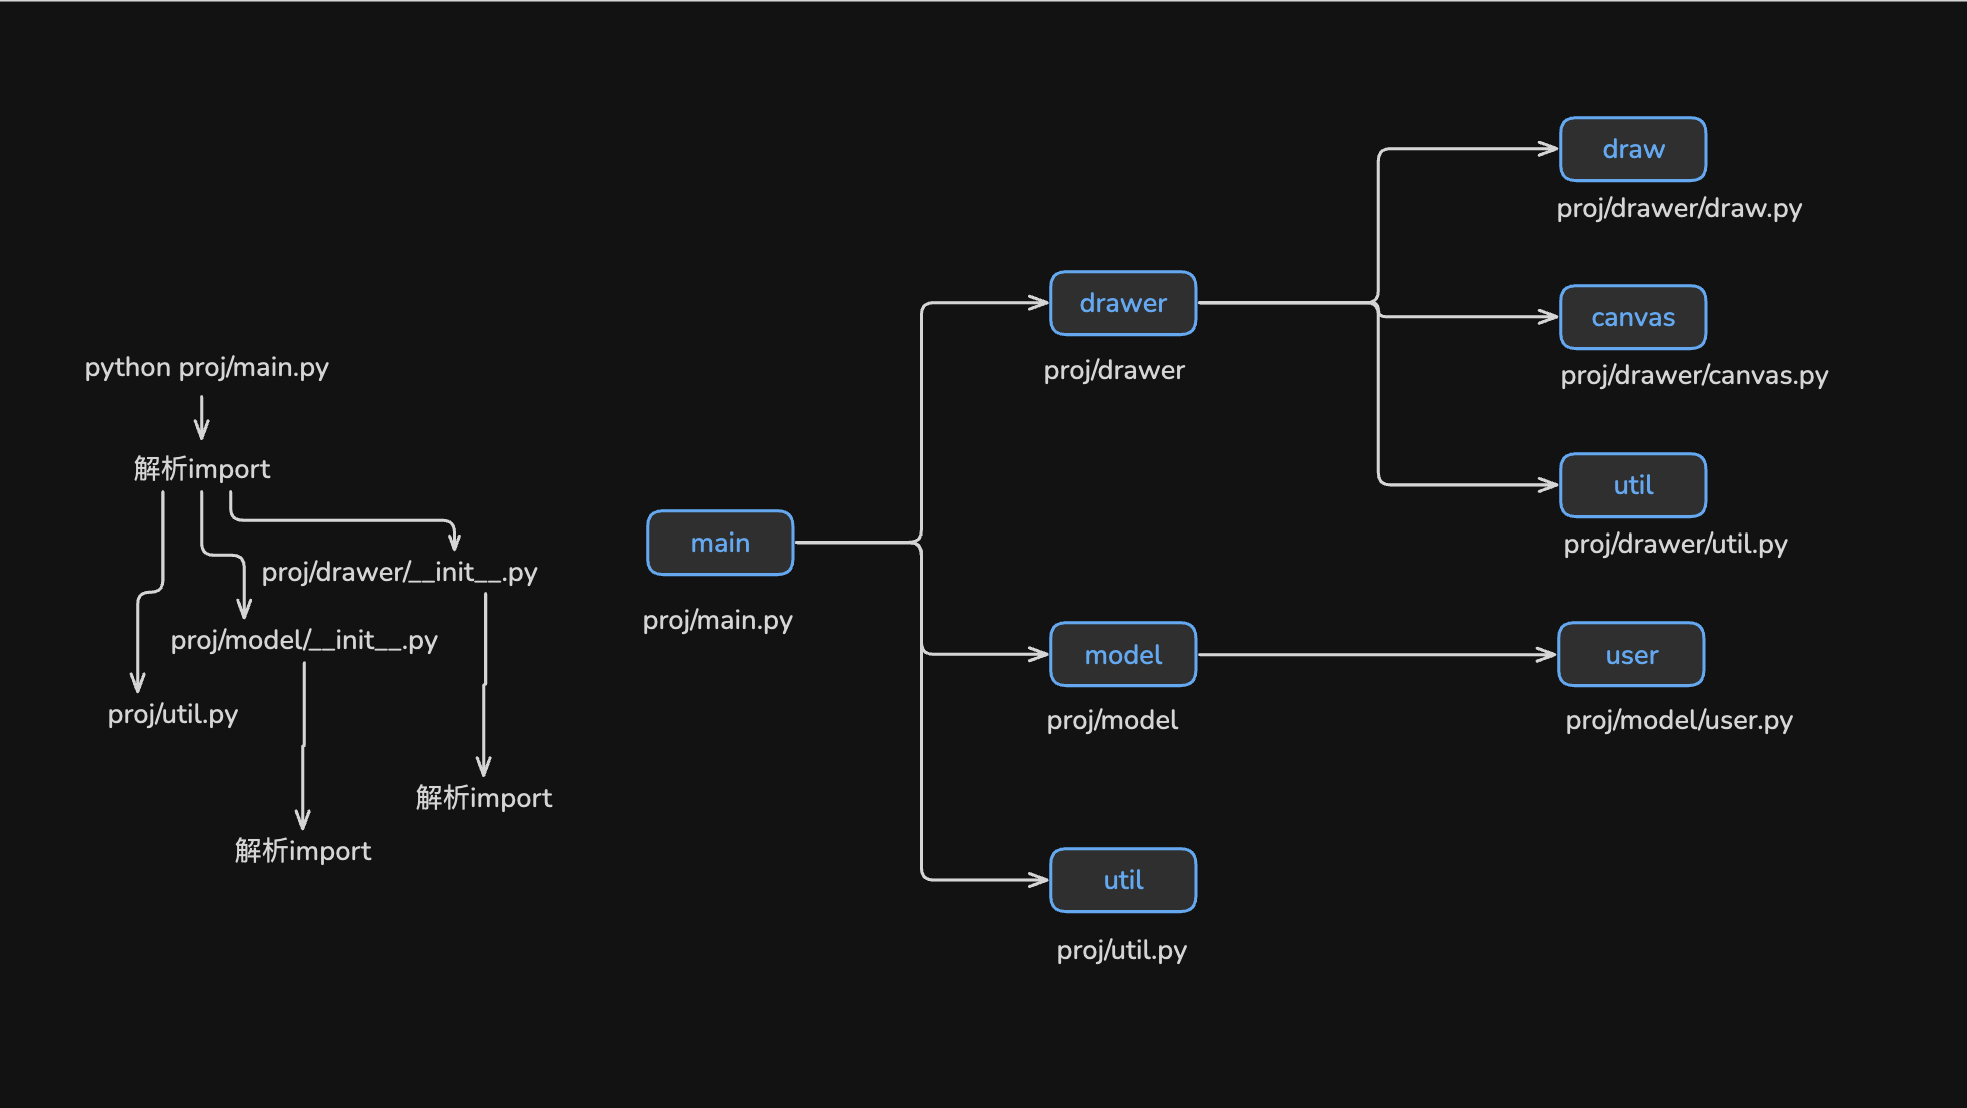 python proj/main.py
解析import
proj/drawer/__init__.py
proj/model/__init__.py
proj/util.py
解析import
解析import
main
proj/main.py
drawer
proj/drawer
model
proj/model
util
proj/util.py
draw
proj/drawer/draw.py
canvas
proj/drawer/canvas.py
util
proj/drawer/util.py
user
proj/model/user.py